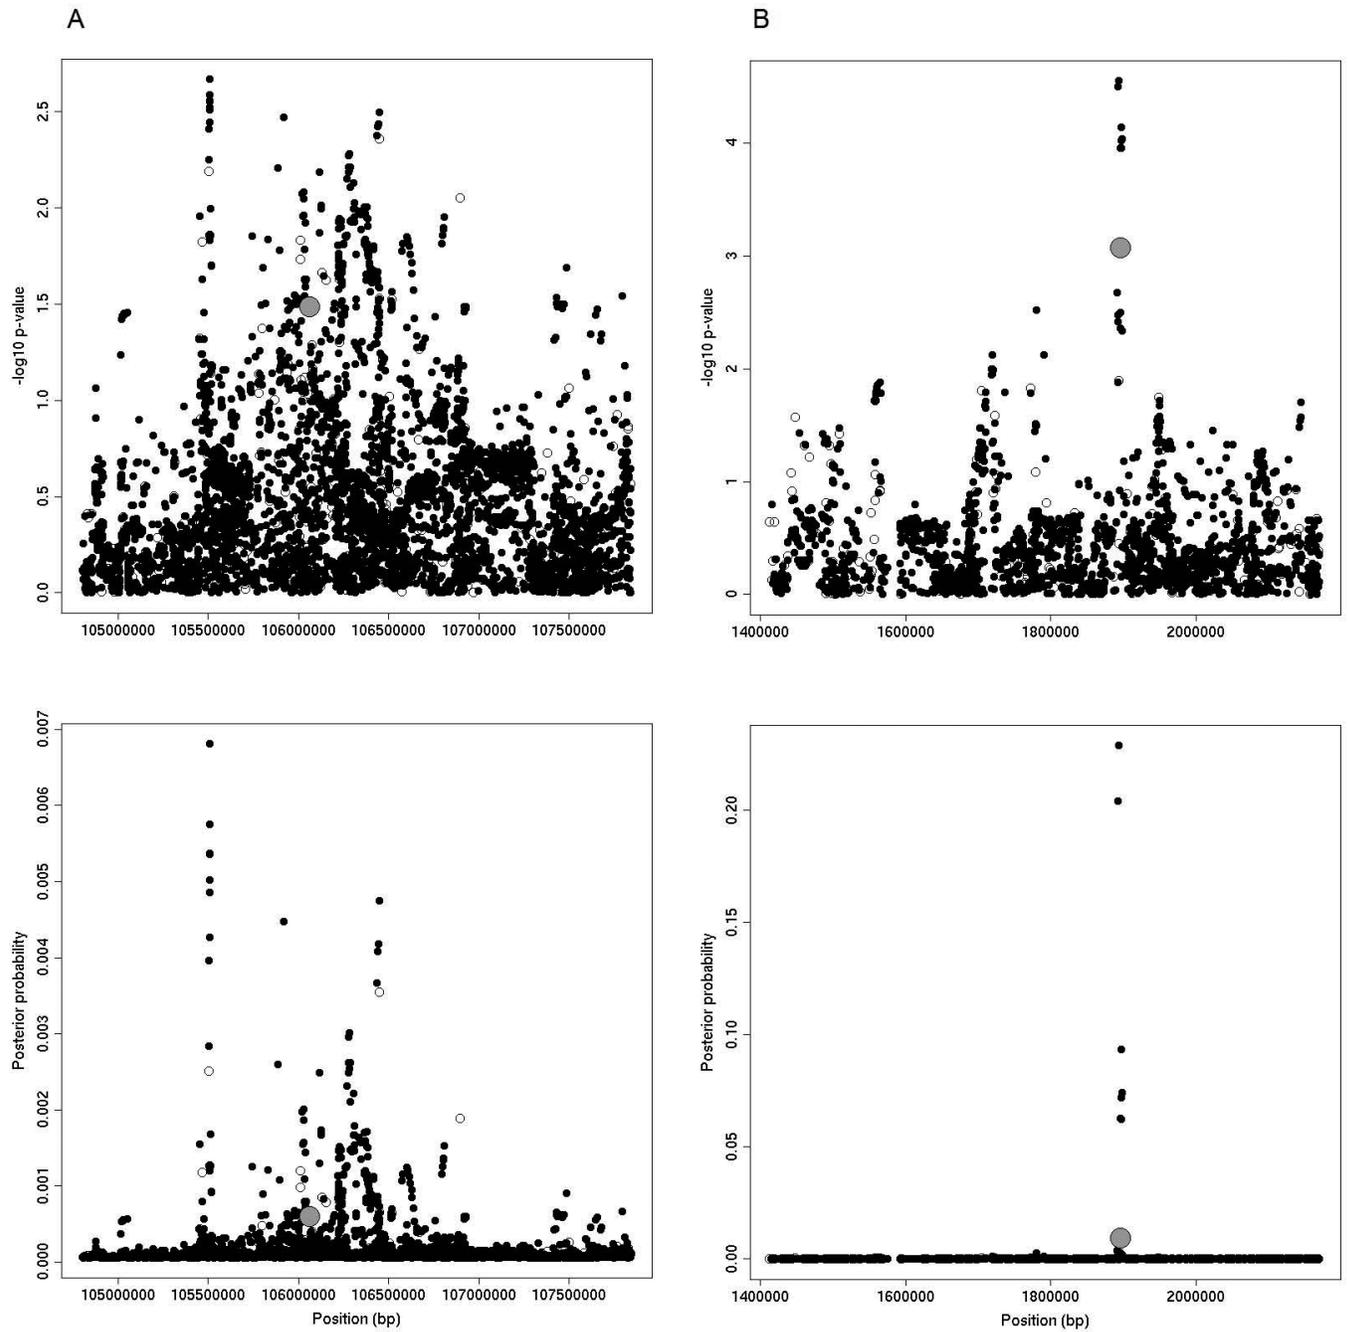 A
B
-log10 p-value
2.5
2.0
1.5
1.0
0.5
0.0
105000000 105500000 106000000 106500000 107000000 107500000
-log10 p-value
4
3
2
1
0
1400000 1600000 1800000 2000000
Posterior probability
0.007
0.006
0.005
0.004
0.003
0.002
0.001
0.000
105000000 105500000 106000000 106500000 107000000 107500000
Position (bp)
Posterior probability
0.20
0.15
0.10
0.05
0.00
1400000 1600000 1800000 2000000
Position (bp)